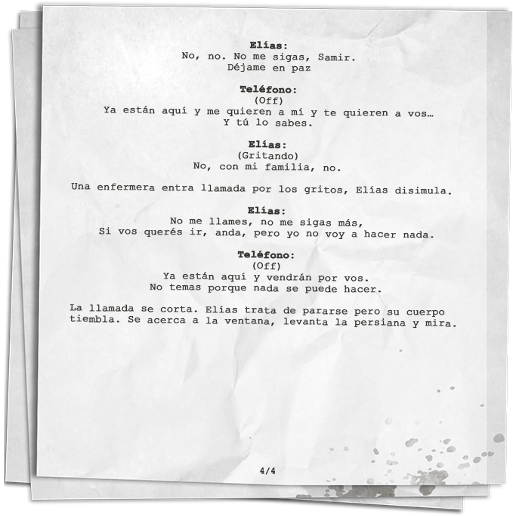 Elías:
No, no. No me sigas, Samir.
Déjame en paz
Teléfono:
(Off)
Ya están aquí y me quieren a mí y te quieren a vos…
Y tú lo sabes.
Elías:
(Gritando)
No, con mi familia, no.
Una enfermera entra llamada por los gritos, Elías disimula.
Elías:
No me llames, no me sigas más,
Si vos querés ir, anda, pero yo no voy a hacer nada.
Teléfono:
(Off)
Ya están aquí y vendrán por vos.
No temas porque nada se puede hacer.
La llamada se corta. Elías trata de pararse pero su cuerpo
tiembla. Se acerca a la ventana, levanta la persiana y mira.
4/4